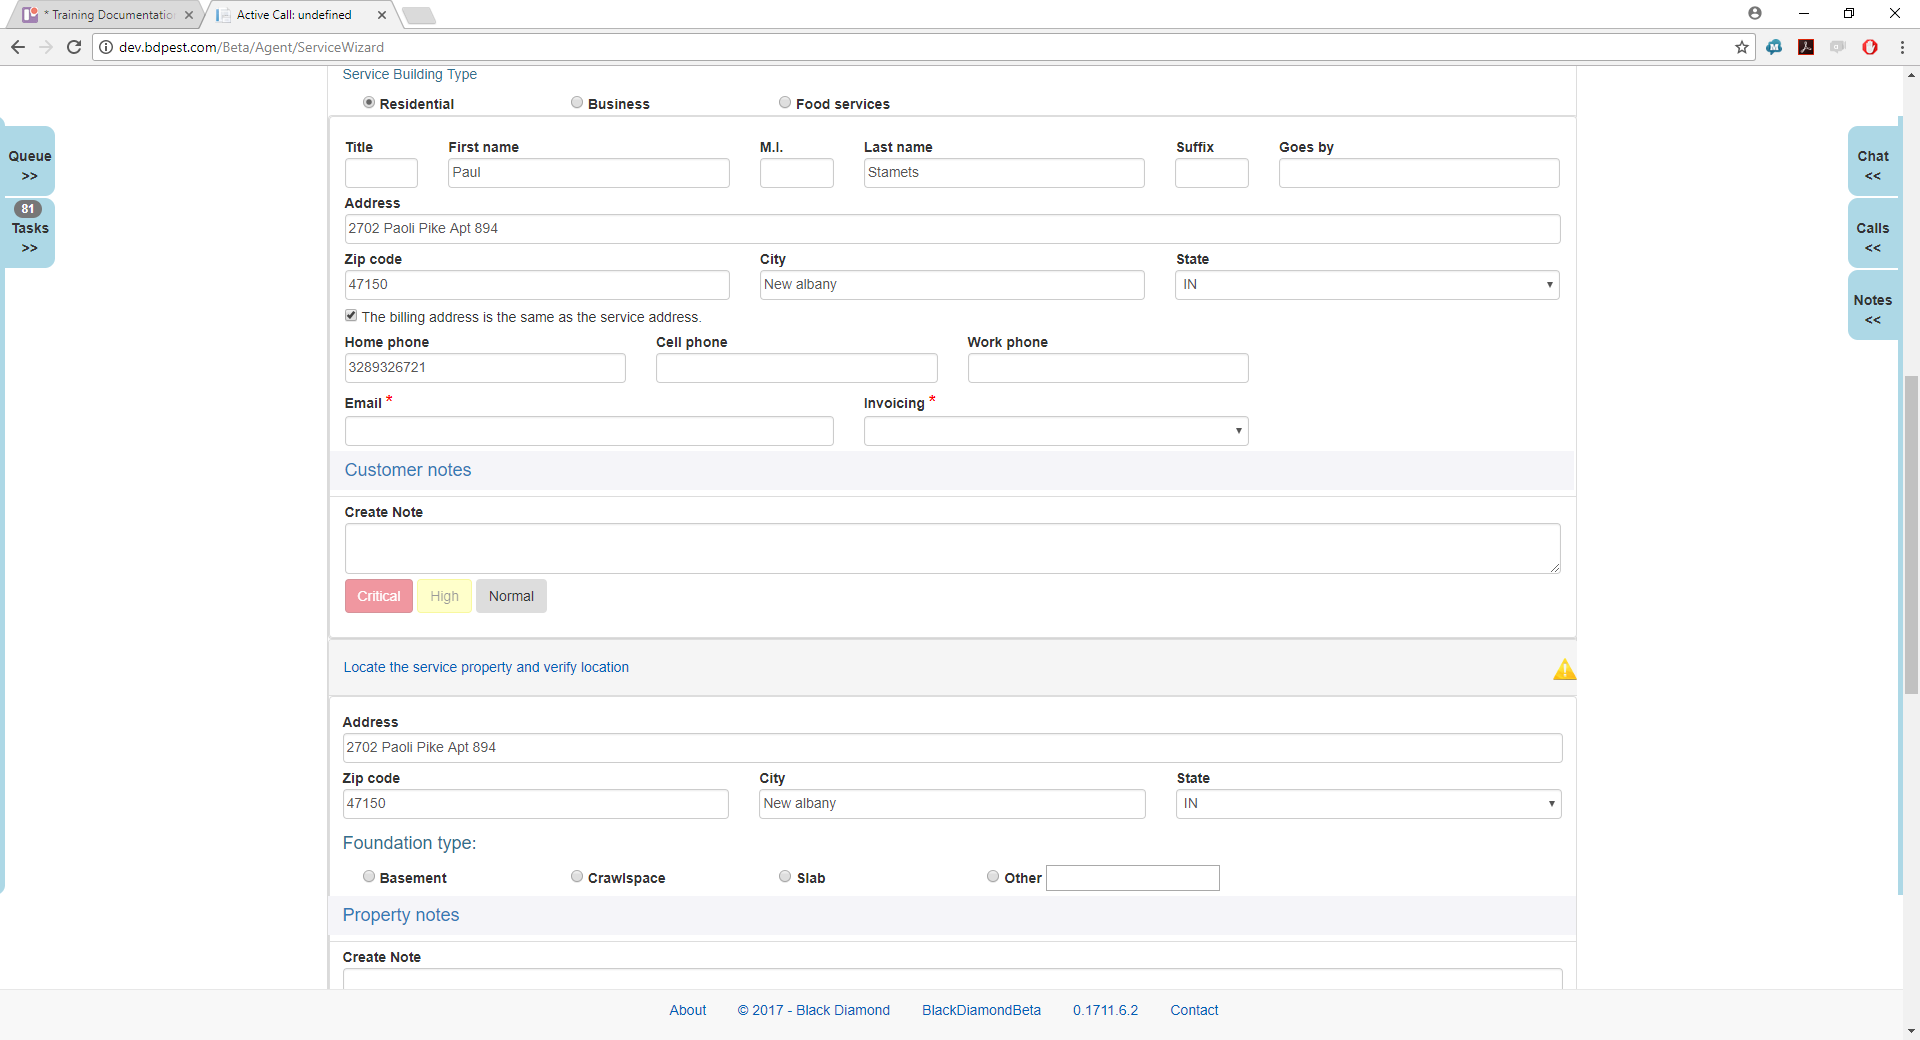 * Training Documentatio
Active Call: undefined
dev.bdpest.com/Beta/Agent/ServiceWizard
Service Building Type
Residential Business Food services
Queue
>>
81
Tasks
>>
Chat
<<
Calls
<<
Notes
<<
Title First name M.I. Last name Suffix Goes by
Paul Stamets
Address
2702 Paoli Pike Apt 894
Zip code City State
47150 New albany IN
The billing address is the same as the service address.
Home phone Cell phone Work phone
3289326721
Email * Invoicing *
Customer notes
Create Note
Critical High Normal
Locate the service property and verify location
Address
2702 Paoli Pike Apt 894
Zip code City State
47150 New albany IN
Foundation type:
Basement Crawlspace Slab Other
Property notes
Create Note
About © 2017 - Black Diamond BlackDiamondBeta 0.1711.6.2 Contact